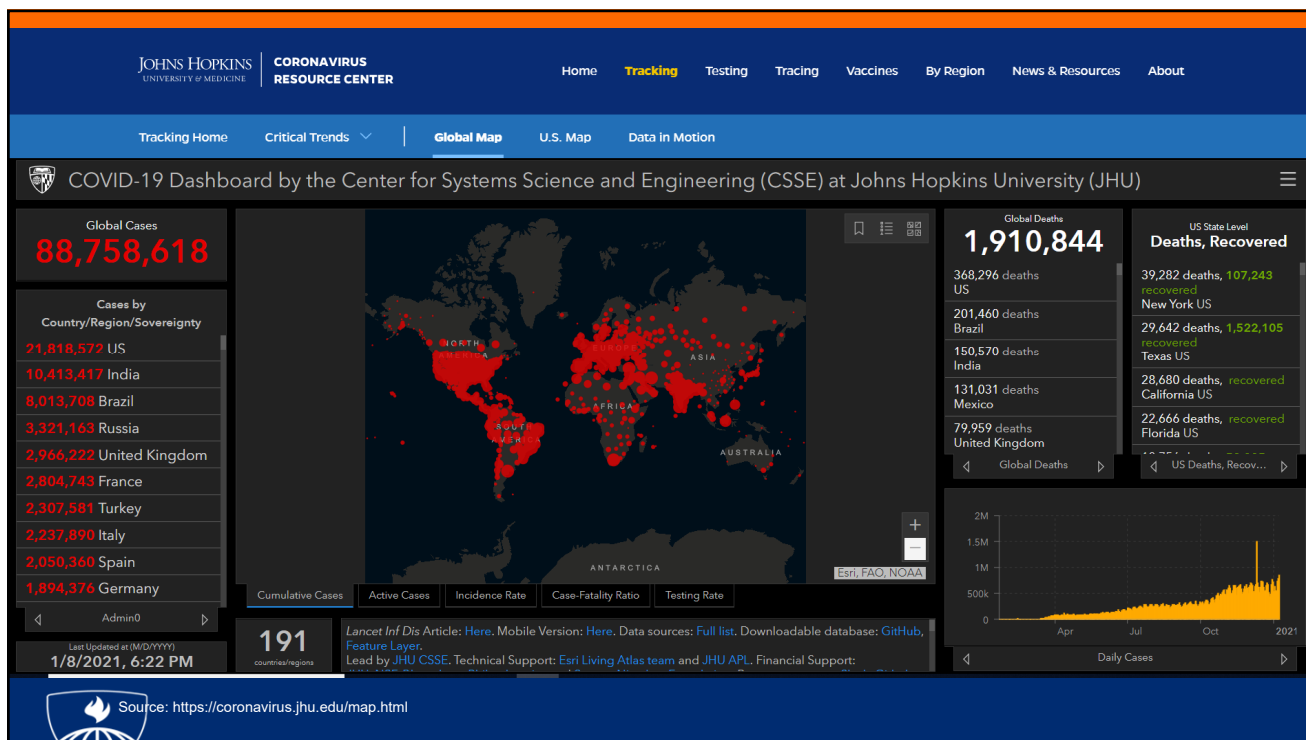 JOHNS HOPKINS
UNIVERSITY & MEDICINE
CORONAVIRUS
RESOURCE CENTER
Home
Tracking
Testing
Tracing
Vaccines
By Region
News & Resources
About
Tracking Home
Critical Trends
Global Map
U.S. Map
Data in Motion
COVID-19 Dashboard by the Center for Systems Science and Engineering (CSSE) at Johns Hopkins University (JHU)
Global Cases
88,758,618
Cases by
Country/Region/Sovereignty
21,818,572 US
10,413,417 India
8,013,708 Brazil
3,321,163 Russia
2,966,222 United Kingdom
2,804,743 France
2,307,581 Turkey
2,237,890 Italy
2,050,360 Spain
1,894,376 Germany
Admin0
Last Updated at (M/D/YYYY)
1/8/2021, 6:22 PM
NORTH
AMERICA
SOUTH
AMERICA
EUROPE
AFRICA
ASIA
AUSTRALIA
ANTARCTICA
+
−
Esri, FAO, NOAA
Cumulative Cases
Active Cases
Incidence Rate
Case-Fatality Ratio
Testing Rate
191
countries/regions
Lancet Inf Dis Article: Here. Mobile Version: Here. Data sources: Full list. Downloadable database: GitHub,
Feature Layer.
Lead by JHU CSSE. Technical Support: Esri Living Atlas team and JHU APL. Financial Support:
Global Deaths
1,910,844
368,296 deaths
US
201,460 deaths
Brazil
150,570 deaths
India
131,031 deaths
Mexico
79,959 deaths
United Kingdom
Global Deaths
US State Level
Deaths, Recovered
39,282 deaths, 107,243
recovered
New York US
29,642 deaths, 1,522,105
recovered
Texas US
28,680 deaths, recovered
California US
22,666 deaths, recovered
Florida US
US Deaths, Recov...
2M
1.5M
1M
500k
0
Apr
Jul
Oct
2021
Daily Cases
Source: https://coronavirus.jhu.edu/map.html